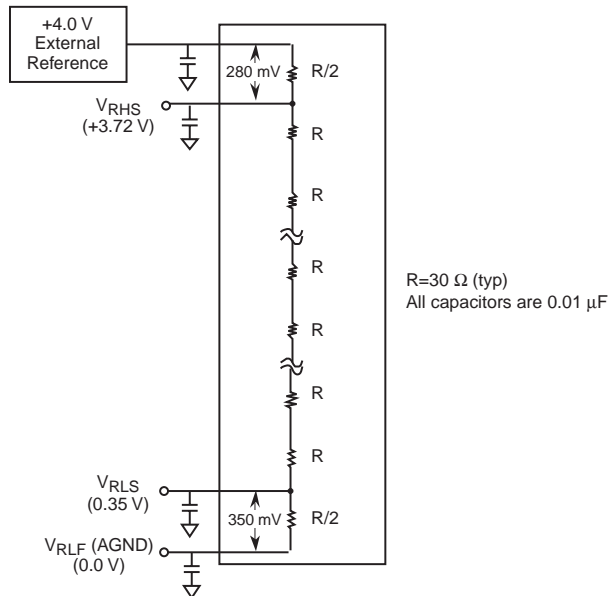 +4.0 V
External
Reference
280 mV
R/2
VRHS
(+3.72 V)
R
R
R
R
R=30 Ω (typ)
All capacitors are 0.01 µF
R
R
VRLS
(0.35 V)
350 mV
R/2
VRLF (AGND)
(0.0 V)